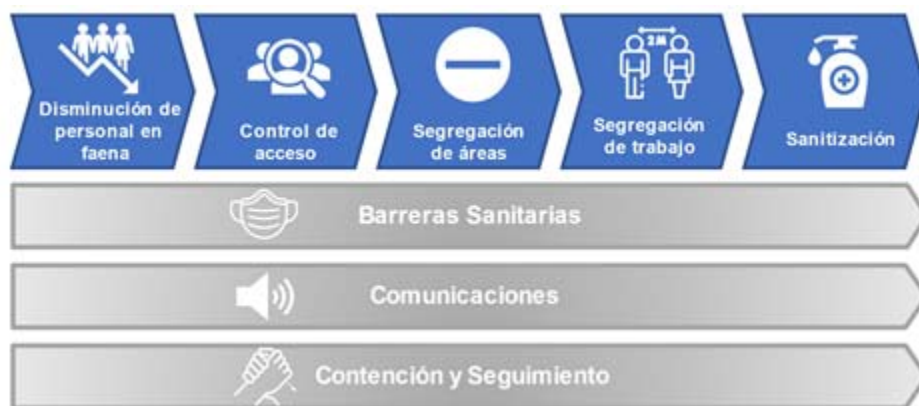 Disminución de
personal en
faena
Control de
acceso
Segregación
de áreas
2M
Segregación
de trabajo
Sanitización
Barreras Sanitarias
Comunicaciones
Contención y Seguimiento